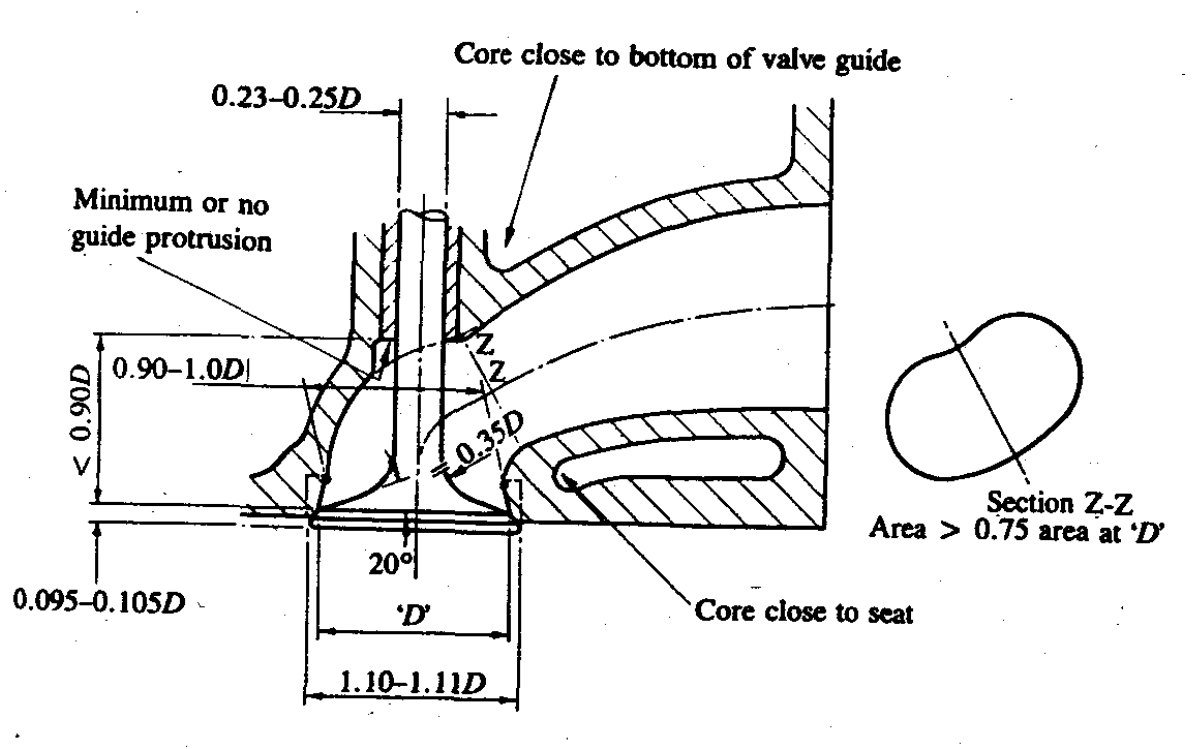 Core close to bottom of valve guide
0.23–0.25D
Minimum or no
guide protrusion
Z
Z
0.90–1.0D
< 0.90D
0.35D
20°
0.095–0.105D
'D'
1.10–1.11D
Core close to seat
Section Z-Z
Area > 0.75 area at 'D'